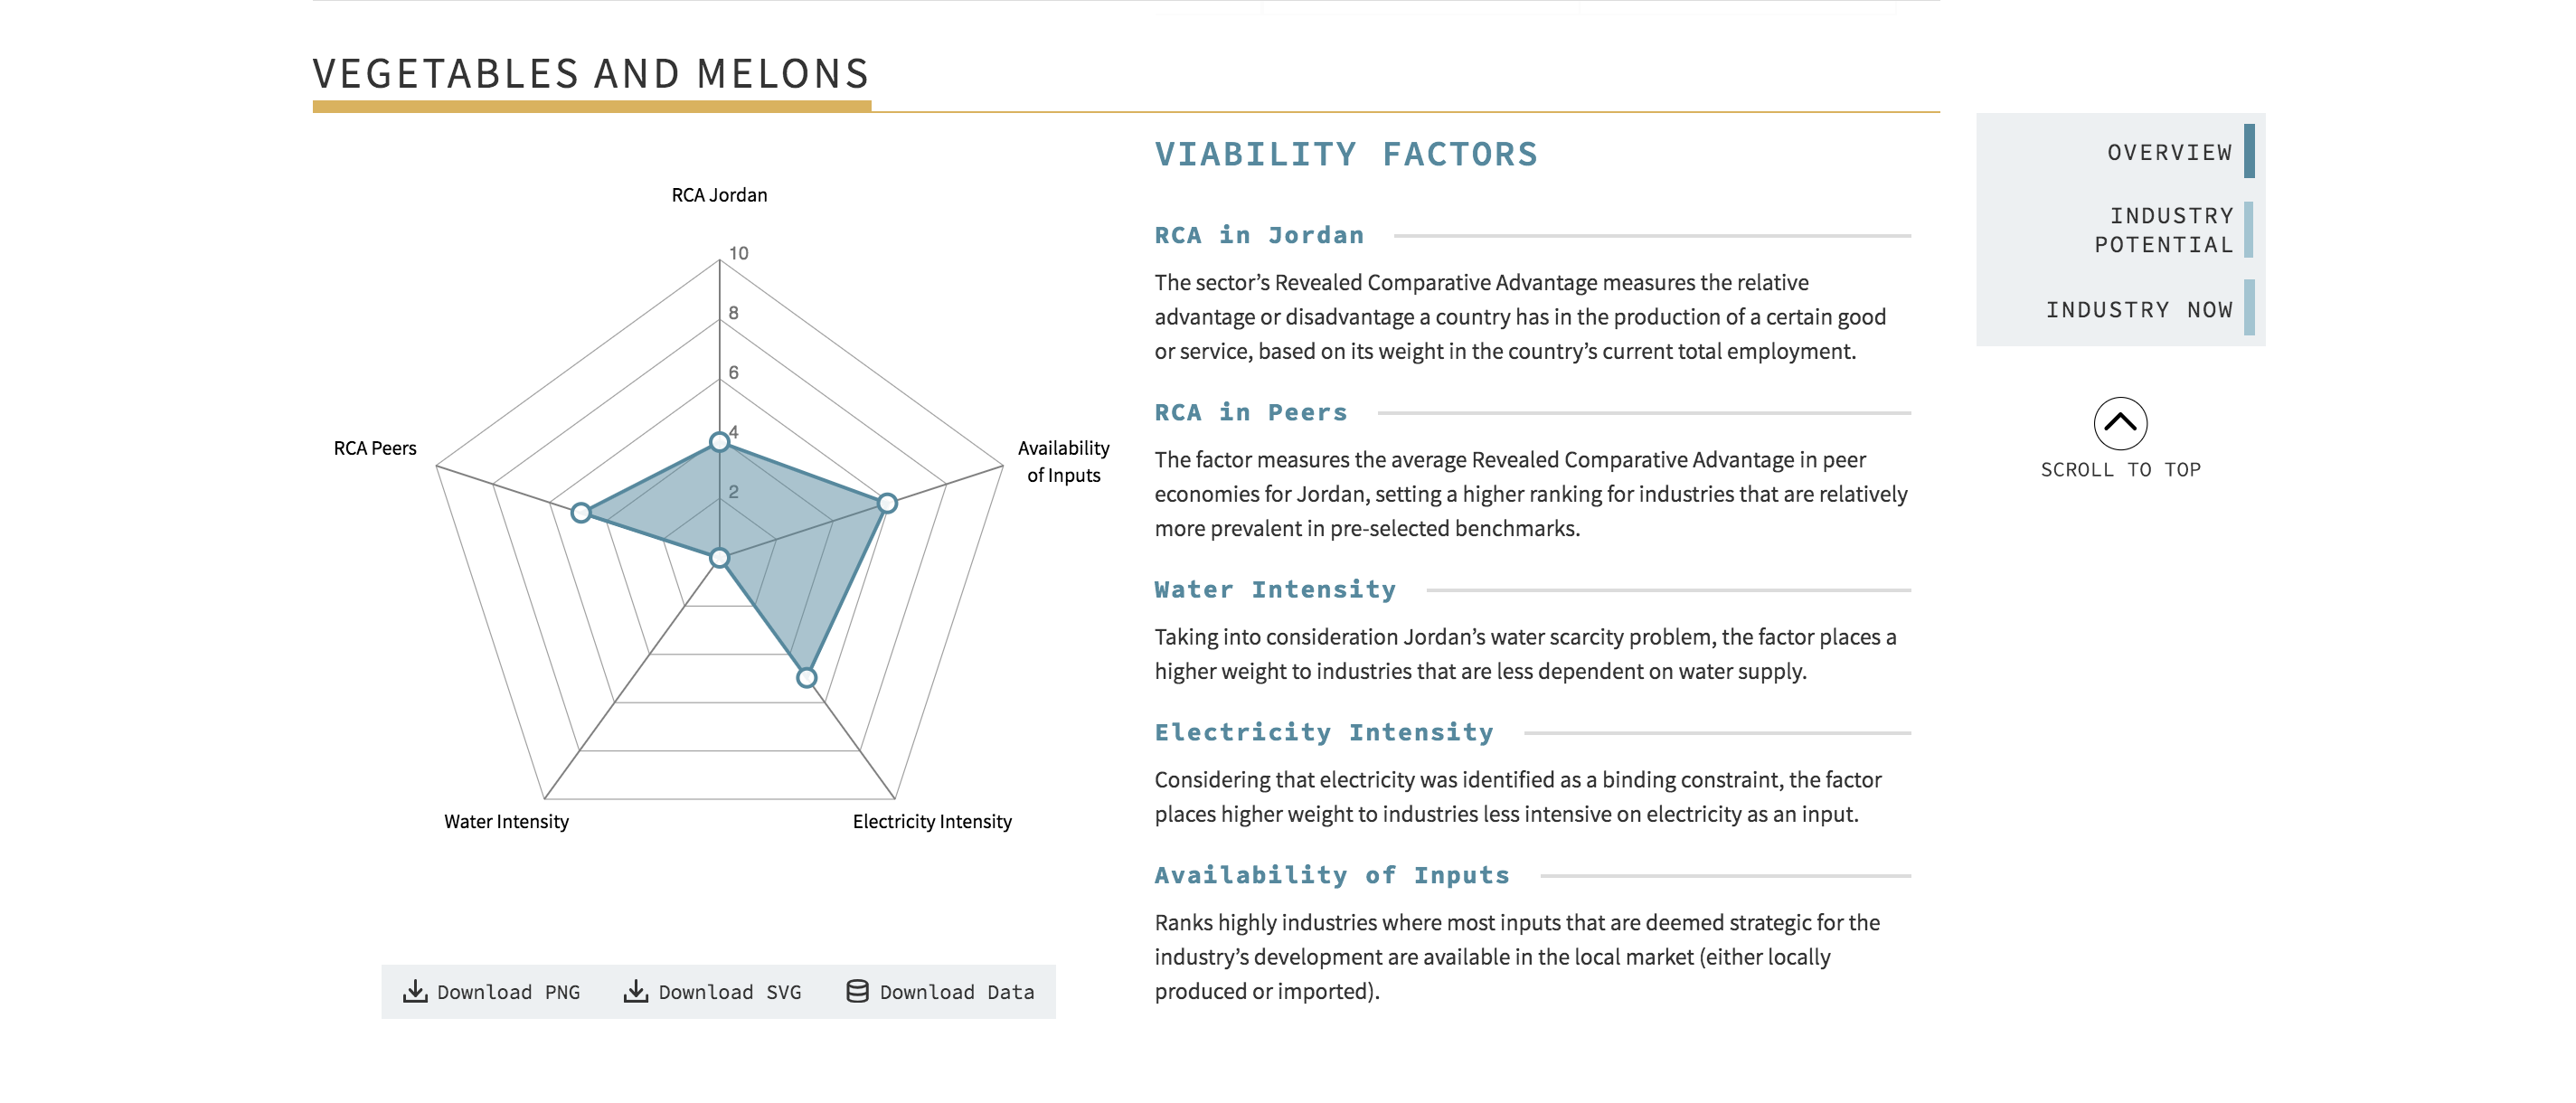 VEGETABLES AND MELONS
RCA Jordan
10
8
6
4
2
RCA Peers
Availability
of Inputs
Water Intensity
Electricity Intensity
Download PNG
Download SVG
Download Data
VIABILITY FACTORS
RCA in Jordan
The sector’s Revealed Comparative Advantage measures the relative
advantage or disadvantage a country has in the production of a certain good
or service, based on its weight in the country’s current total employment.
RCA in Peers
The factor measures the average Revealed Comparative Advantage in peer
economies for Jordan, setting a higher ranking for industries that are relatively
more prevalent in pre-selected benchmarks.
Water Intensity
Taking into consideration Jordan’s water scarcity problem, the factor places a
higher weight to industries that are less dependent on water supply.
Electricity Intensity
Considering that electricity was identified as a binding constraint, the factor
places higher weight to industries less intensive on electricity as an input.
Availability of Inputs
Ranks highly industries where most inputs that are deemed strategic for the
industry’s development are available in the local market (either locally
produced or imported).
OVERVIEW
INDUSTRY
POTENTIAL
INDUSTRY NOW
SCROLL TO TOP